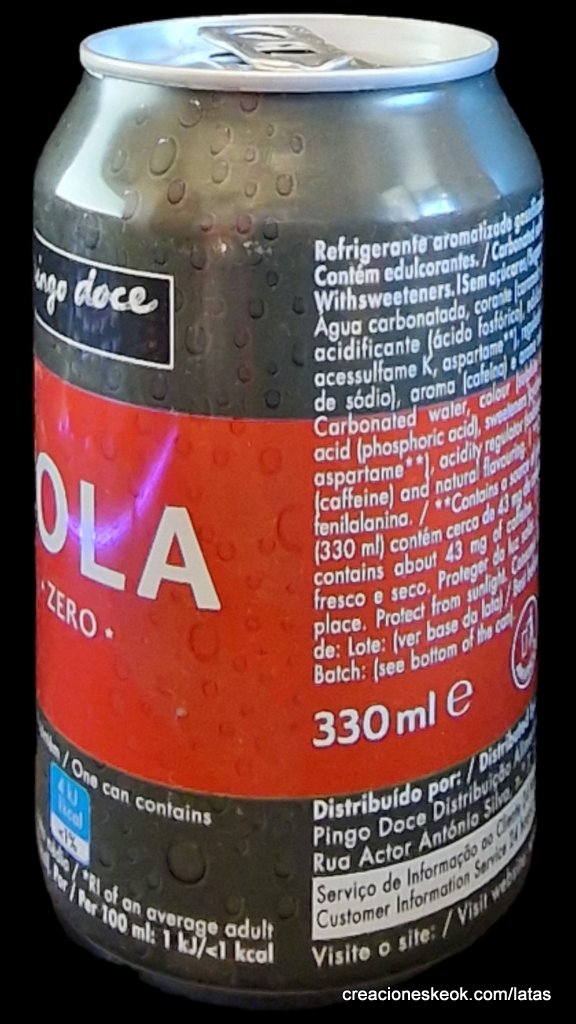 ingo doce
OLA
• ZERO •
/ One can contains
4 kJ
1kcal
<1%
/ *RI of an average adult
Por / Per 100 ml: 1 kJ/<1 kcal
Refrigerante aromatizado
Contém edulcorantes. / Carbonated
With sweeteners. | Sem açúcares/
Água carbonatada, corante
acidificante (ácido fosfórico),
acessulfame K, aspartame**),
de sódio), aroma (cafeína) e
Carbonated water, colour
acid (phosphoric acid), sweeteners
aspartame**), acidity regulator
(caffeine) and natural flavouring.
fenilalanina. / **Contains a source
(330 ml) contém cerca de 43 mg de
contains about 43 mg of caffeine.
fresco e seco. Proteger da luz
place. Protect from sunlight.
de: Lote: (ver base da lata) /
Batch: (see bottom of the can)
330 ml e
Distribuído por: / Distributed
Pingo Doce Distribuição
Rua Actor António Silva,
Serviço de Informação ao Cliente
Customer Information Service
Visite o site: / Visit
creacioneskeok.com/latas